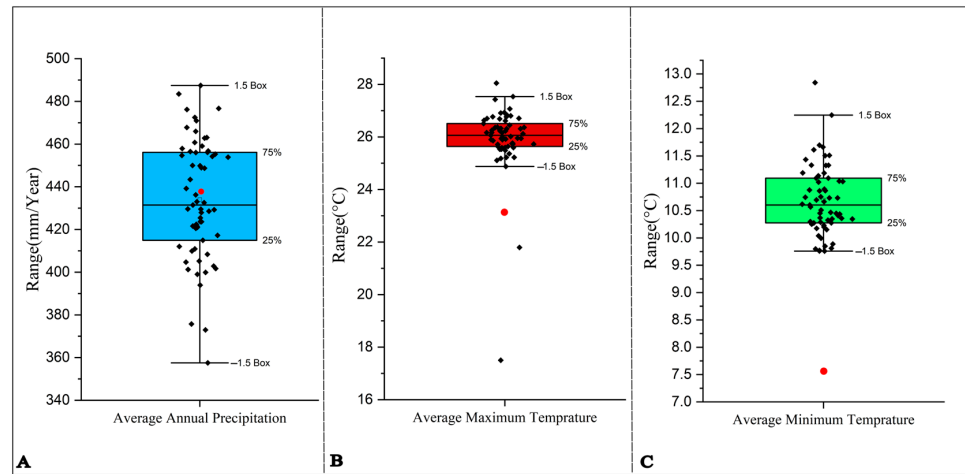 500
480
460
440
420
400
380
360
340
Range(mm/Year)
1.5 Box
75%
25%
–1.5 Box
Average Annual Precipitation
A
28
26
24
22
20
18
16
Range(°C)
1.5 Box
75%
25%
–1.5 Box
Average Maximum Temprature
B
13.0
12.5
12.0
11.5
11.0
10.5
10.0
9.5
9.0
8.5
8.0
7.5
7.0
Range(°C)
1.5 Box
75%
25%
–1.5 Box
Average Minimum Temprature
C